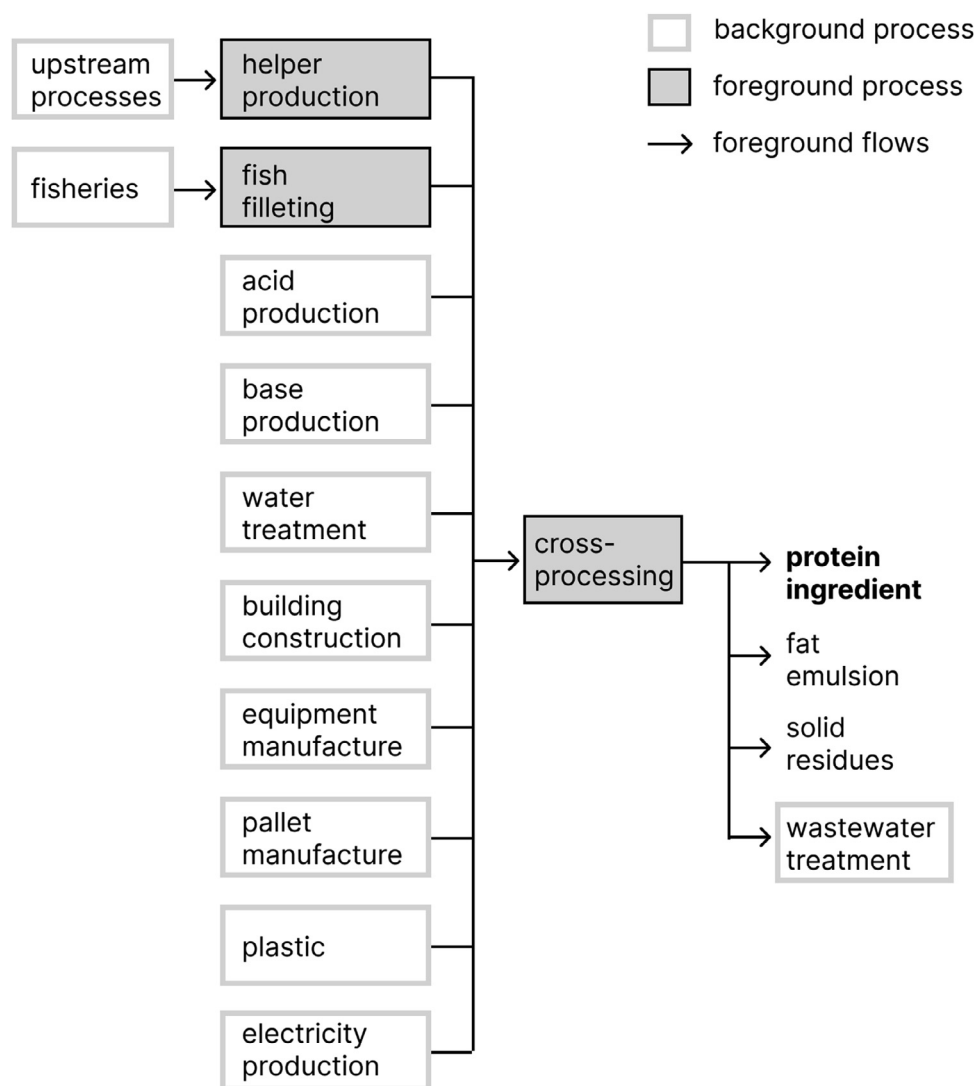 background process
foreground process
foreground flows
upstream
processes
helper
production
fisheries
fish
filleting
acid
production
base
production
water
treatment
building
construction
equipment
manufacture
pallet
manufacture
plastic
electricity
production
cross-
processing
protein
ingredient
fat
emulsion
solid
residues
wastewater
treatment